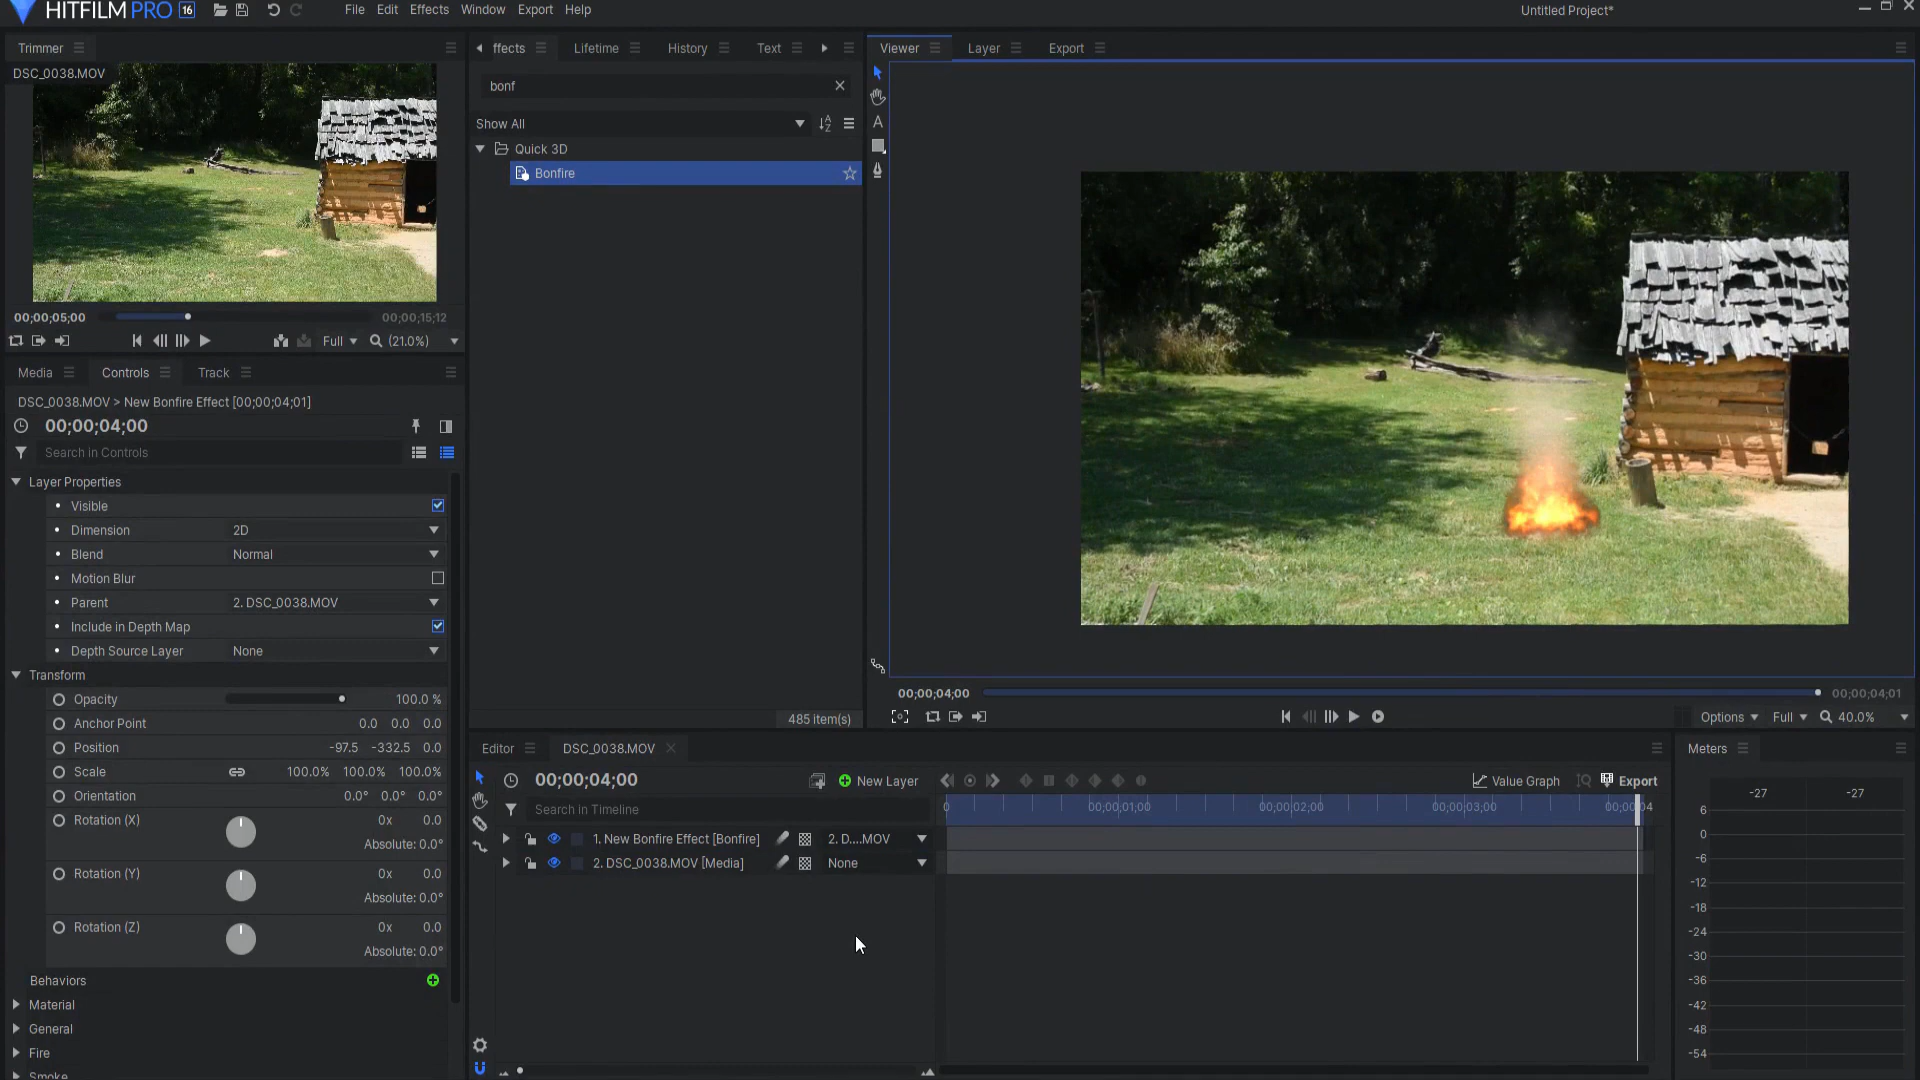 HITFILM PRO 16
File Edit Effects Window Export Help
Untitled Project*
Trimmer
DSC_0038.MOV
00;00;05;00
00;00;15;12
Full
(21.0%)
Media Controls Track
DSC_0038.MOV > New Bonfire Effect [00;00;04;01]
00;00;04;00
Search in Controls
Layer Properties
Visible
Dimension 2D
Blend Normal
Motion Blur
Parent 2. DSC_0038.MOV
Include in Depth Map
Depth Source Layer None
Transform
Opacity 100.0 %
Anchor Point 0.0 0.0 0.0
Position -97.5 -332.5 0.0
Scale 100.0% 100.0% 100.0%
Orientation 0.0° 0.0° 0.0°
Rotation (X) 0x 0.0
Absolute: 0.0°
Rotation (Y) 0x 0.0
Absolute: 0.0°
Rotation (Z) 0x 0.0
Absolute: 0.0°
Behaviors
Material
General
Fire
Smoke
ffects Lifetime History Text
bonf
Show All
Quick 3D
Bonfire
485 item(s)
Viewer Layer Export
A
00;00;04;00
00;00;04;01
Options Full 40.0%
Editor DSC_0038.MOV
00;00;04;00
New Layer
Value Graph
Export
Search in Timeline
0 00;00;01;00 00;00;02;00 00;00;03;00 00;00;04
1. New Bonfire Effect [Bonfire] 2. D....MOV
2. DSC_0038.MOV [Media] None
Meters
-27 -27
6
0
-6
-12
-18
-24
-30
-36
-42
-48
-54